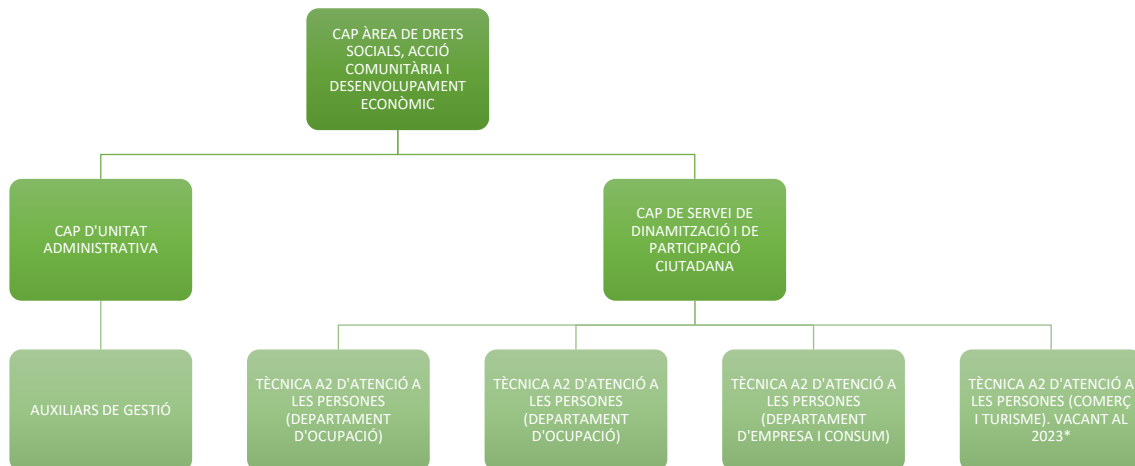 CAP ÀREA DE DRETS
SOCIALS, ACCIÓ
COMUNITÀRIA I
DESENVOLUPAMENT
ECONÒMIC
CAP D'UNITAT
ADMINISTRATIVA
CAP DE SERVEI DE
DINAMITZACIÓ I DE
PARTICIPACIÓ
CIUTADANA
AUXILIARS DE GESTIÓ
TÈCNICA A2 D'ATENCIÓ A
LES PERSONES
(DEPARTAMENT
D'OCUPACIÓ)
TÈCNICA A2 D'ATENCIÓ A
LES PERSONES
(DEPARTAMENT
D'OCUPACIÓ)
TÈCNICA A2 D'ATENCIÓ A
LES PERSONES
(DEPARTAMENT
D'EMPRESA I CONSUM)
TÈCNICA A2 D'ATENCIÓ A
LES PERSONES (COMERÇ
I TURISME). VACANT AL
2023*